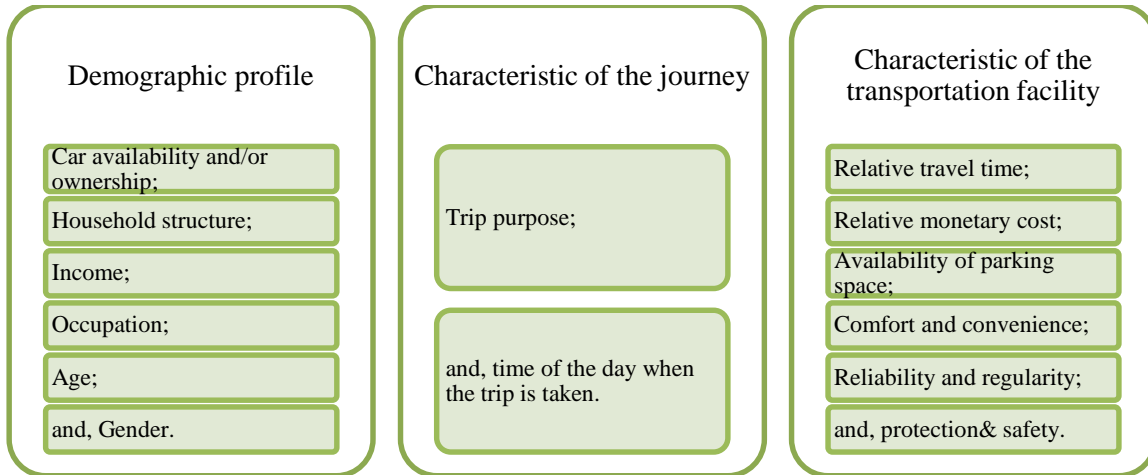 Demographic profile
Car availability and/or
ownership;
Household structure;
Income;
Occupation;
Age;
and, Gender.
Characteristic of the journey
Trip purpose;
and, time of the day when
the trip is taken.
Characteristic of the
transportation facility
Relative travel time;
Relative monetary cost;
Availability of parking
space;
Comfort and convenience;
Reliability and regularity;
and, protection& safety.